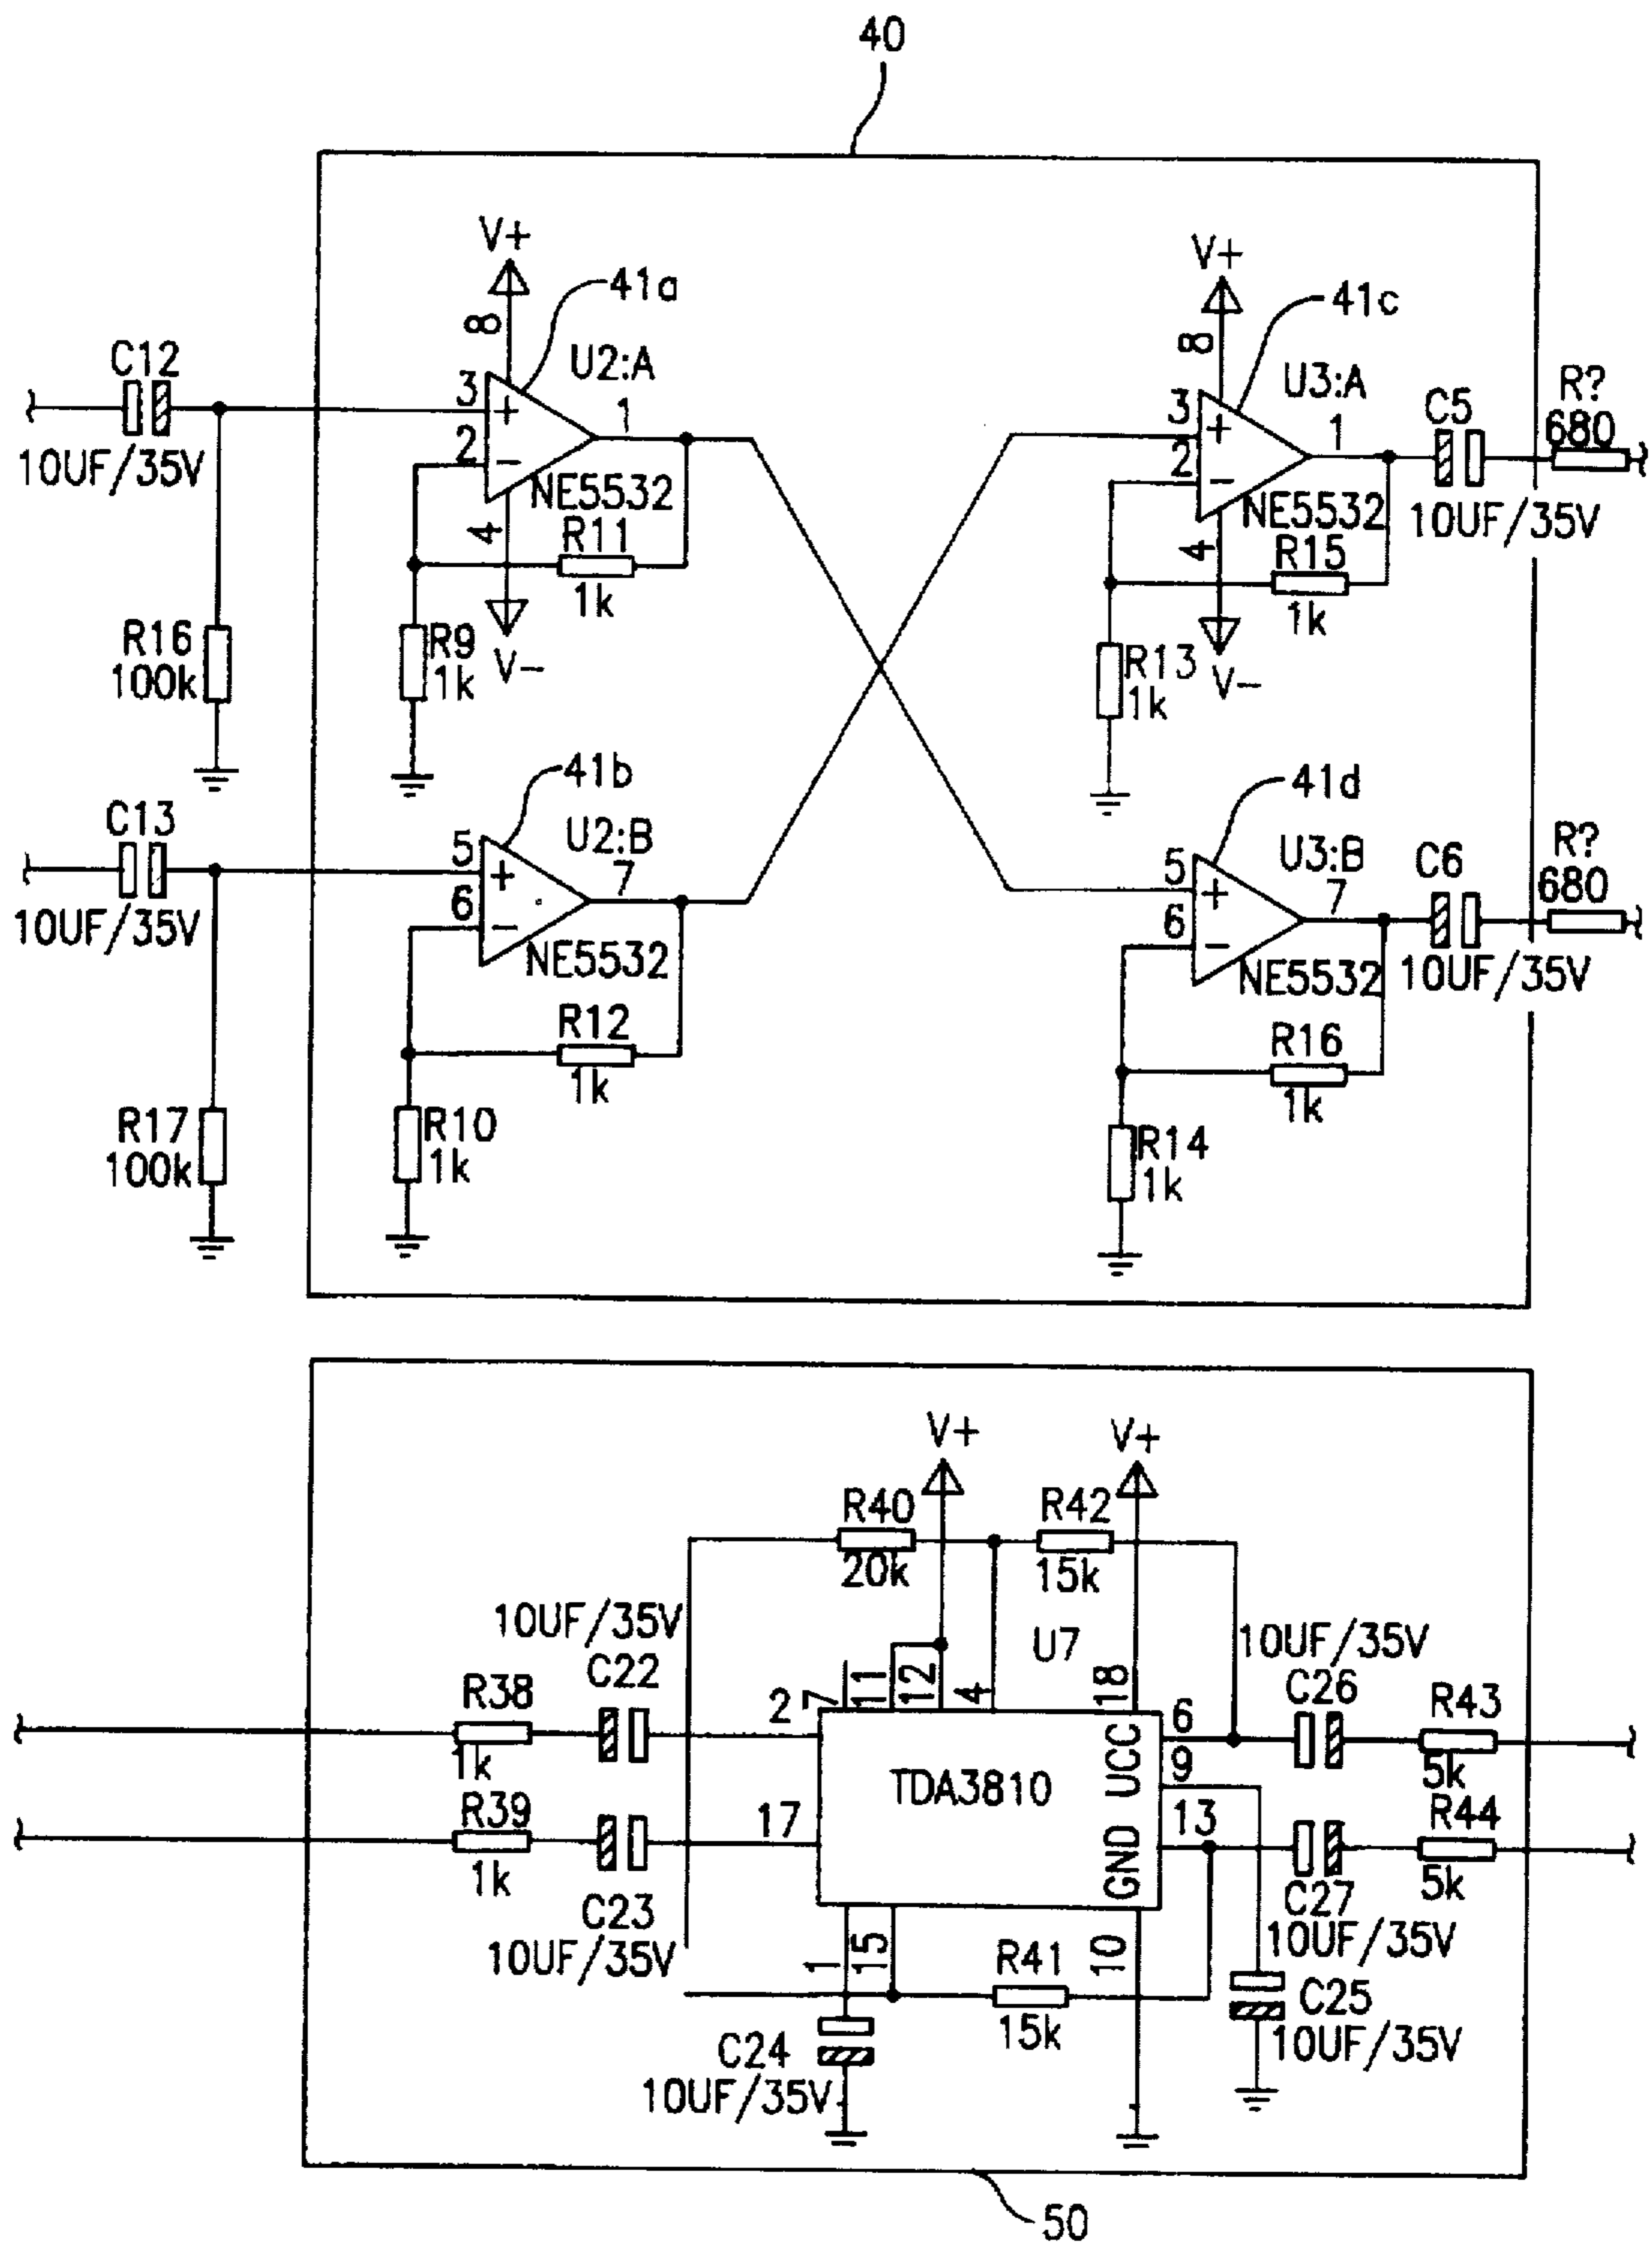 40
V+
41a
8
C12
U2:A
3
+
1
2
-
10UF/35V
NE5532
4
R11
1k
R16
100k
R9
1k
V-
V+
41c
8
U3:A
R?
680
3
+
1
C5
2
-
NE5532
10UF/35V
4
R15
1k
R13
1k
V-
41b
C13
U2:B
5
+
7
6
-
10UF/35V
NE5532
R12
1k
R17
100k
R10
1k
41d
R?
U3:B
C6
680
5
+
7
6
-
NE5532
10UF/35V
R16
1k
R14
1k
V+
V+
R40
R42
20k
15k
10UF/35V
U7
10UF/35V
C22
7
11
12
4
18
C26
R38
2
6
R43
1k
UCC
9
5k
TDA3810
R39
17
13
R44
1k
GND
5k
C23
C27
10UF/35V
1
15
R41
10
10UF/35V
15k
C25
C24
10UF/35V
10UF/35V
50